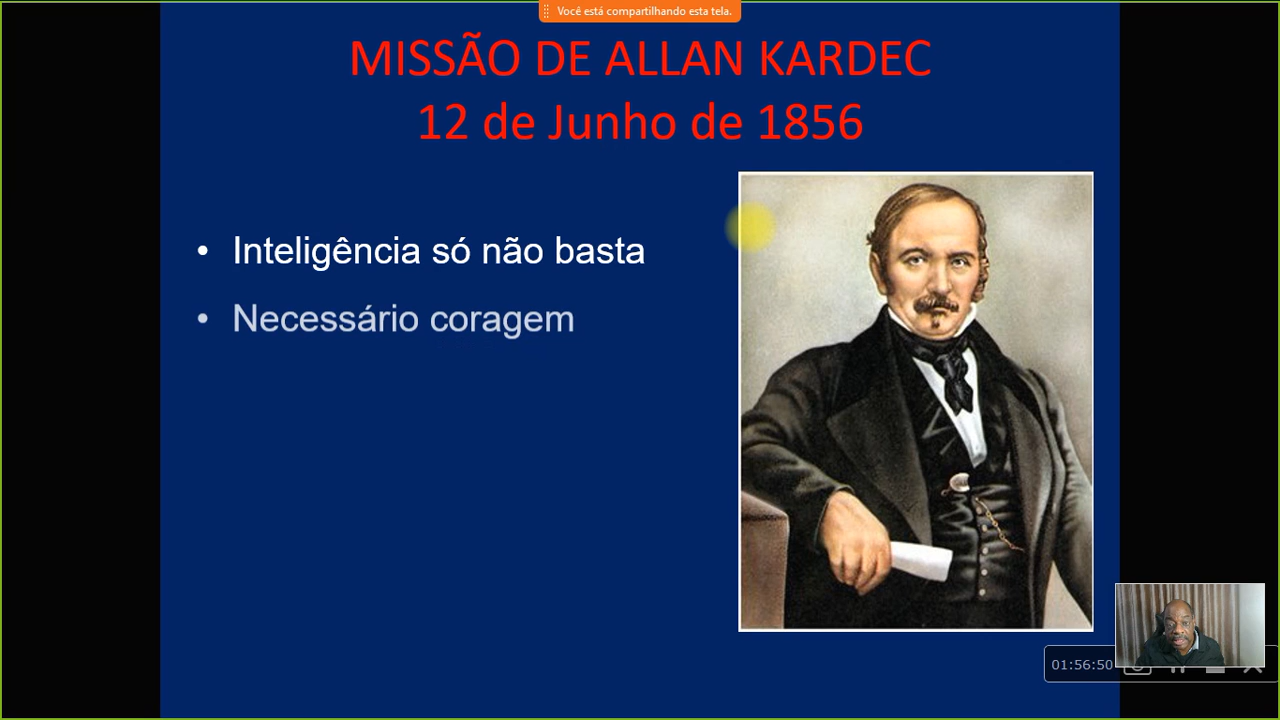 Você está compartilhando esta tela.
MISSÃO DE ALLAN KARDEC
12 de Junho de 1856
• Inteligência só não basta
• Necessário coragem
01:56:50